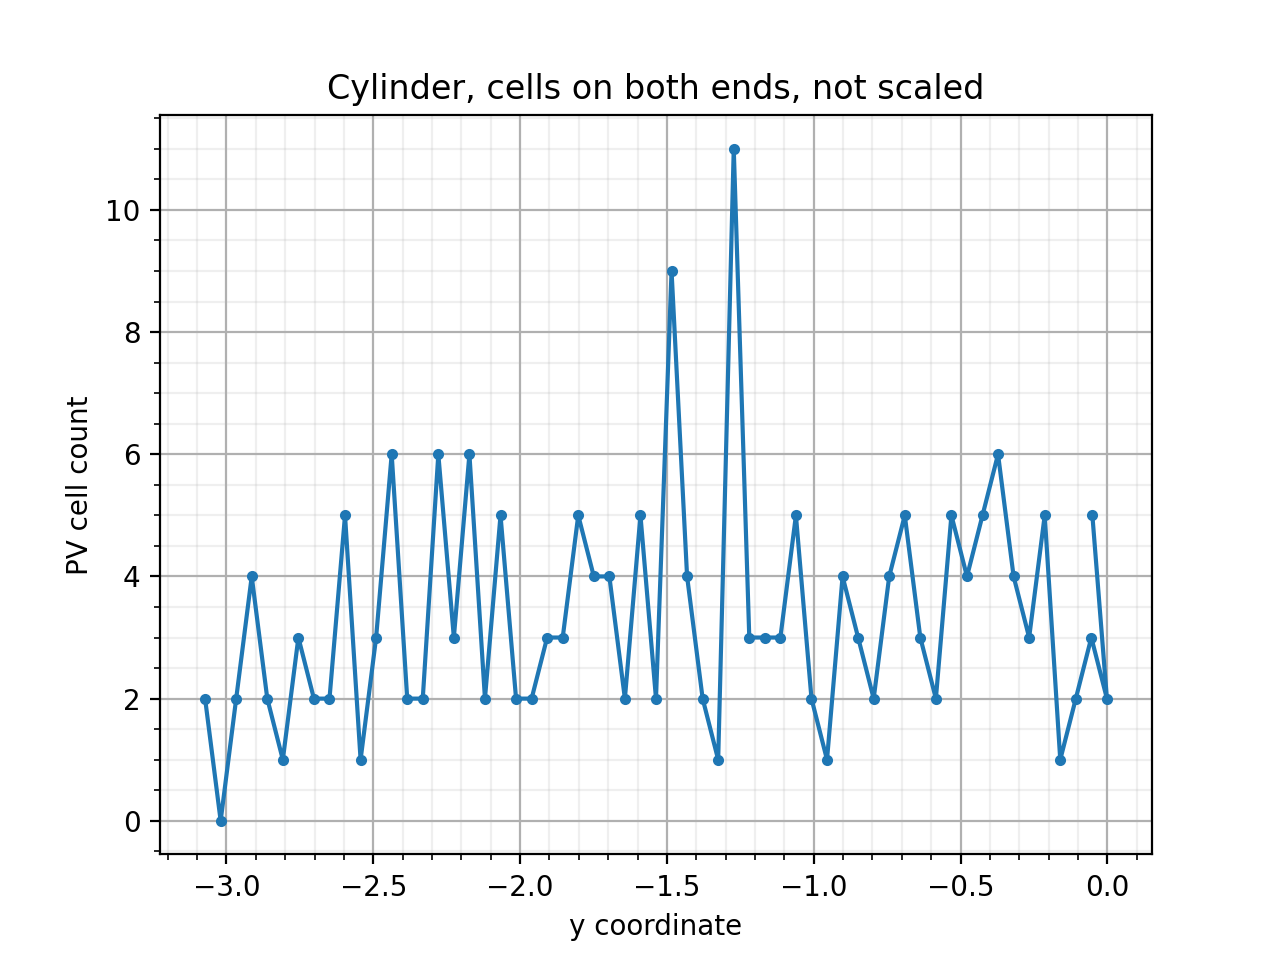 Cylinder, cells on both ends, not scaled
10
8
6
4
2
0
PV cell count
−3.0 −2.5 −2.0 −1.5 −1.0 −0.5 0.0
y coordinate